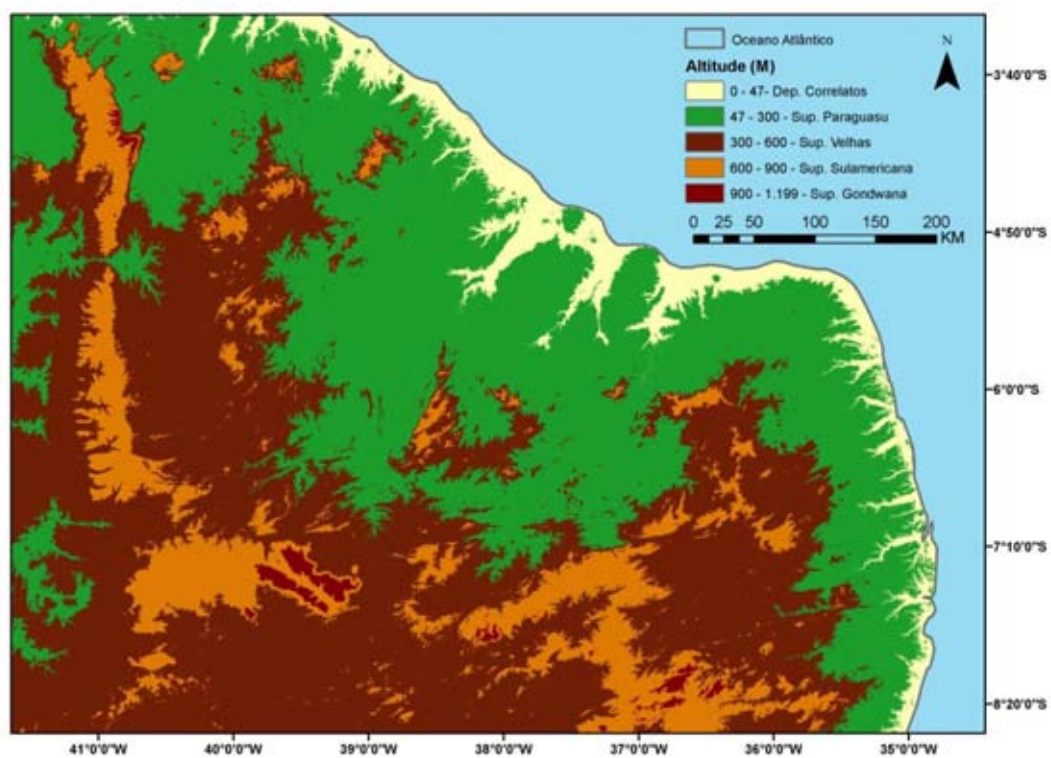 Oceano Atlântico
Altitude (M)
0 - 47- Dep. Correlatos
47 - 300 - Sup. Paraguasu
300 - 600 - Sup. Velhas
600 - 900 - Sup. Sulamericana
900 - 1.199 - Sup. Gondwana
0 25 50 100 150 200
KM
N
3°40'0"S
4°50'0"S
6°0'0"S
7°10'0"S
8°20'0"S
41°0'0"W 40°0'0"W 39°0'0"W 38°0'0"W 37°0'0"W 36°0'0"W 35°0'0"W